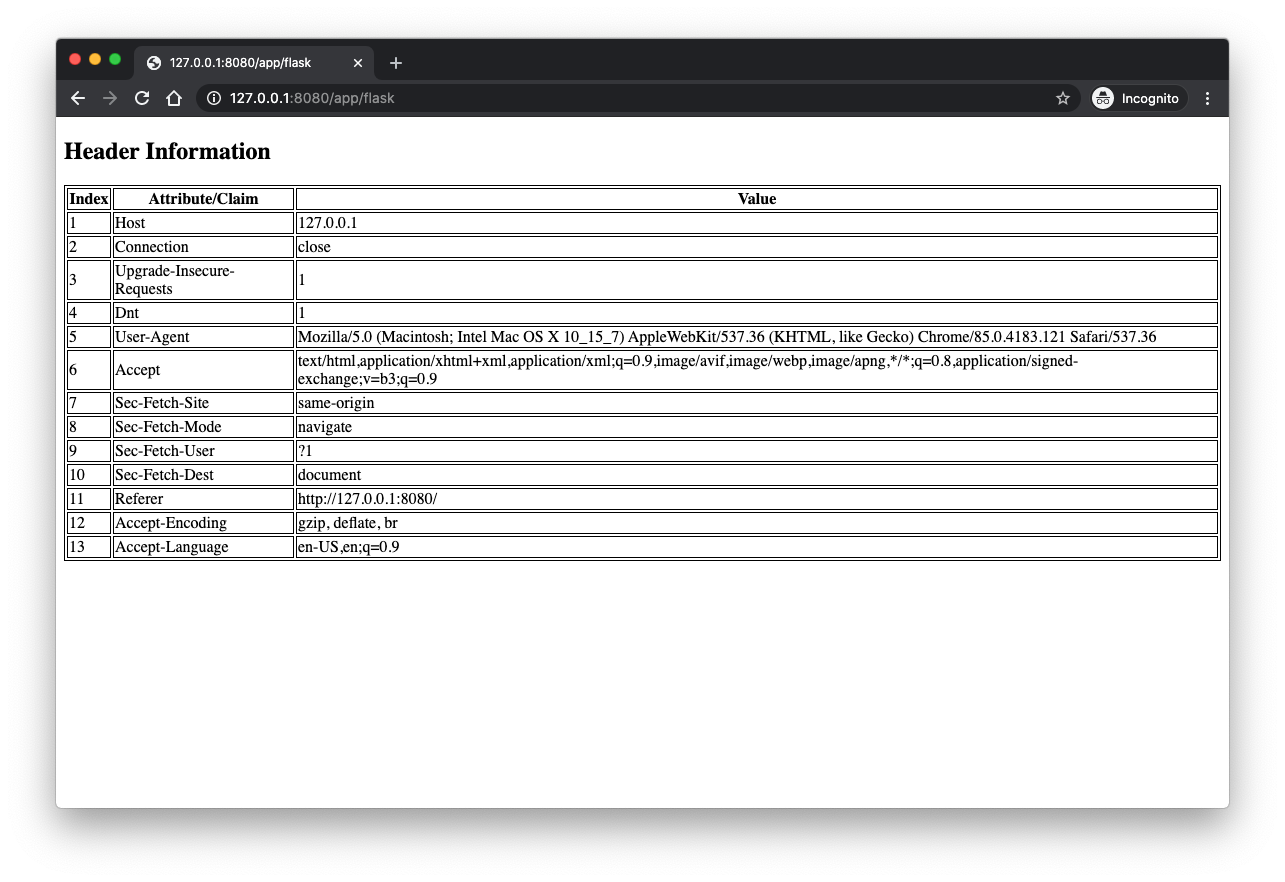 127.0.0.1:8080/app/flask
127.0.0.1:8080/app/flask Incognito
Header Information
Index Attribute/Claim Value
1 Host 127.0.0.1
2 Connection close
3 Upgrade-Insecure- 1
Requests
4 Dnt 1
5 User-Agent Mozilla/5.0 (Macintosh; Intel Mac OS X 10_15_7) AppleWebKit/537.36 (KHTML, like Gecko) Chrome/85.0.4183.121 Safari/537.36
6 Accept text/html,application/xhtml+xml,application/xml;q=0.9,image/avif,image/webp,image/apng,*/*;q=0.8,application/signed-
exchange;v=b3;q=0.9
7 Sec-Fetch-Site same-origin
8 Sec-Fetch-Mode navigate
9 Sec-Fetch-User ?1
10 Sec-Fetch-Dest document
11 Referer http://127.0.0.1:8080/
12 Accept-Encoding gzip, deflate, br
13 Accept-Language en-US,en;q=0.9